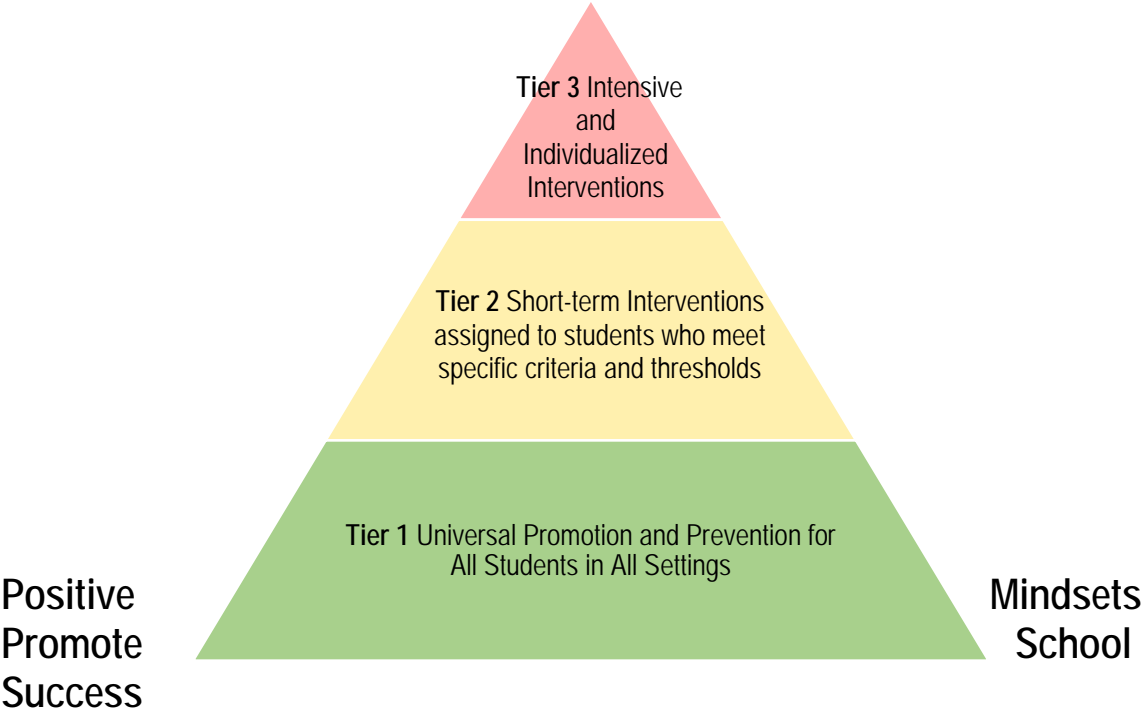 Tier 3 Intensive
and
Individualized
Interventions
Tier 2 Short-term Interventions
assigned to students who meet
specific criteria and thresholds
Tier 1 Universal Promotion and Prevention for
All Students in All Settings
Positive Mindsets
Promote School
Success